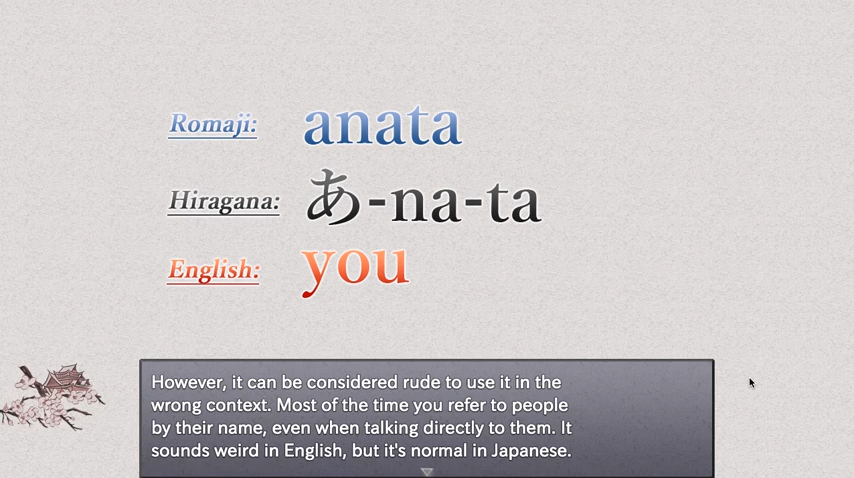 Romaji: anata
Hiragana: あ-na-ta
English: you
However, it can be considered rude to use it in the
wrong context. Most of the time you refer to people
by their name, even when talking directly to them. It
sounds weird in English, but it's normal in Japanese.